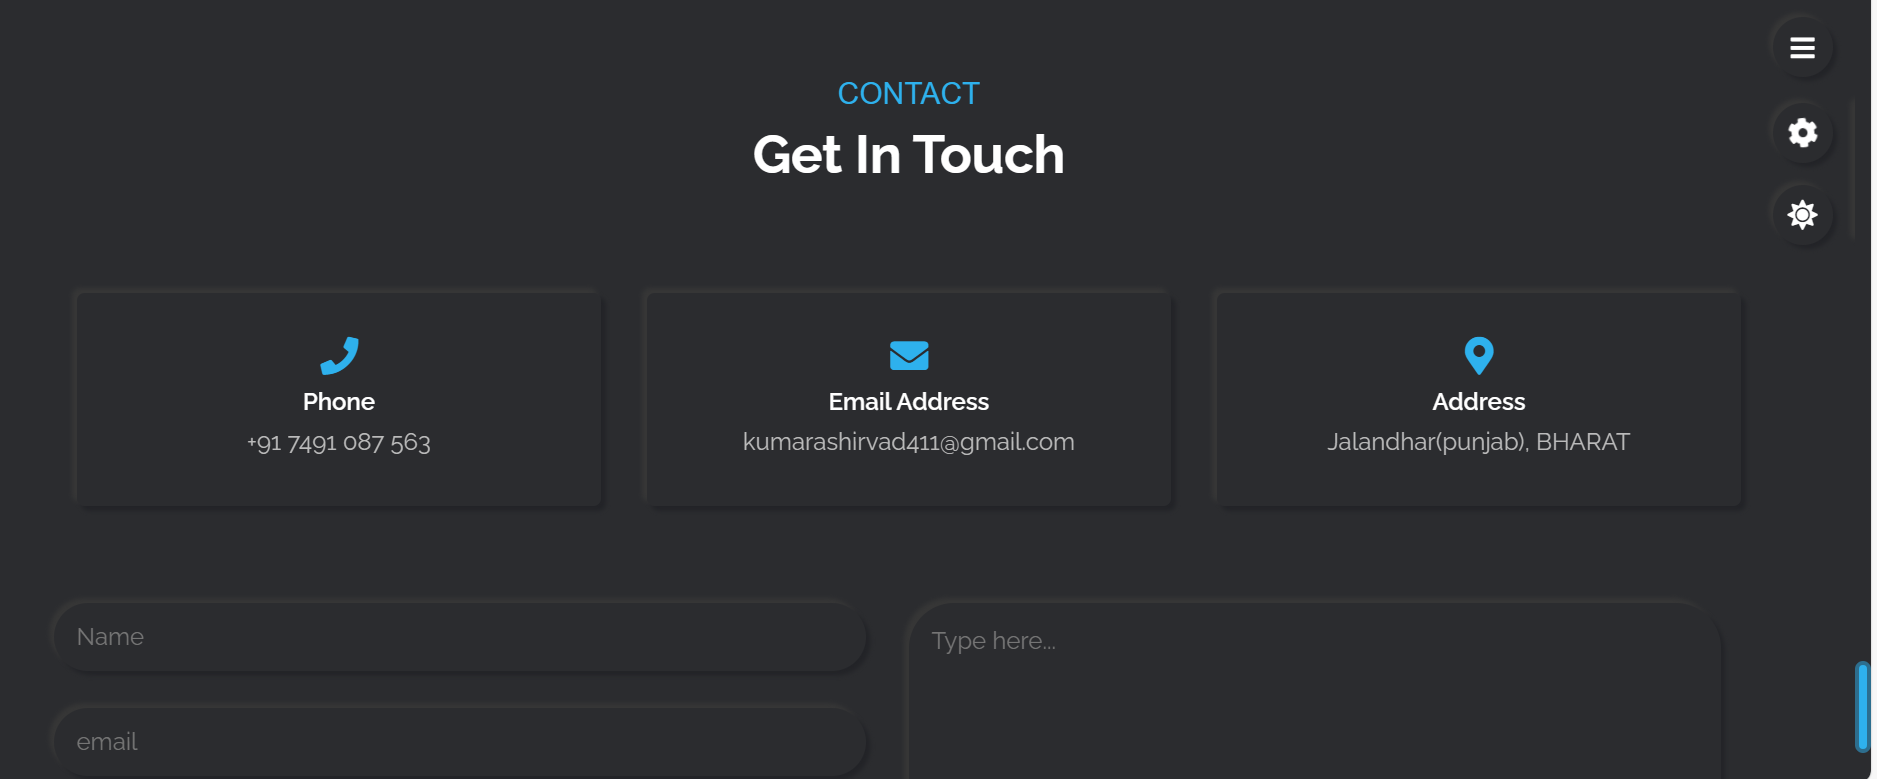 CONTACT
Get In Touch
Phone
+91 7491 087 563
Email Address
kumarashirvad411@gmail.com
Address
Jalandhar(punjab), BHARAT
Name
email
Type here...